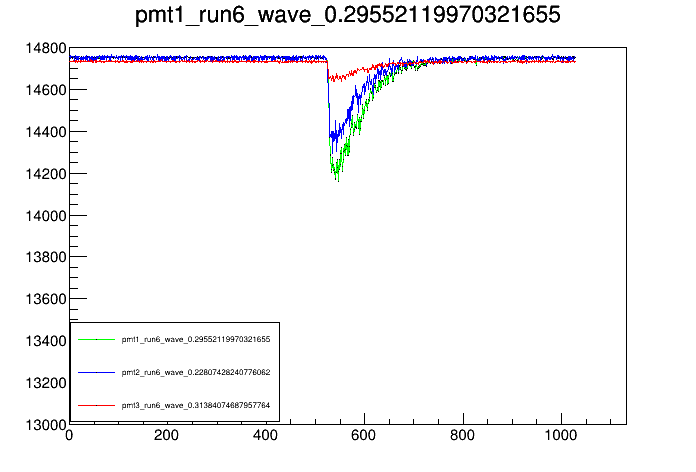 pmt1_run6_wave_0.29552119970321655
14800
14600
14400
14200
14000
13800
13600
13400
13200
13000
pmt1_run6_wave_0.29552119970321655
pmt2_run6_wave_0.22807428240776062
pmt3_run6_wave_0.31384074687957764
0 200 400 600 800 1000